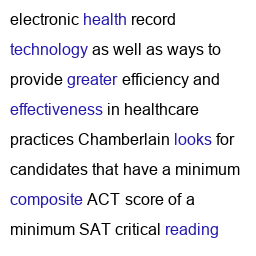 electronic health record
technology as well as ways to
provide greater efficiency and
effectiveness in healthcare
practices Chamberlain looks for
candidates that have a minimum
composite ACT score of a
minimum SAT critical reading